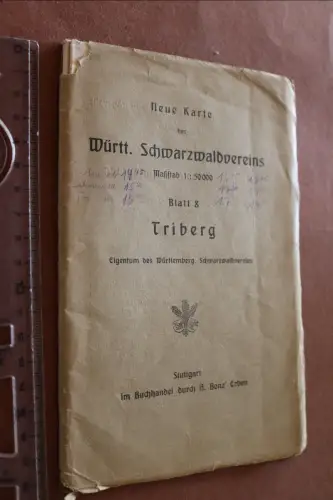 Neue Karte
des
Württ. Schwarzwaldvereins
Maßstab 1:50000
Blatt 8
Triberg
Eigentum des Württemberg. Schwarzwaldvereins
Stuttgart
Im Buchhandel durch A. Bonz' Erben